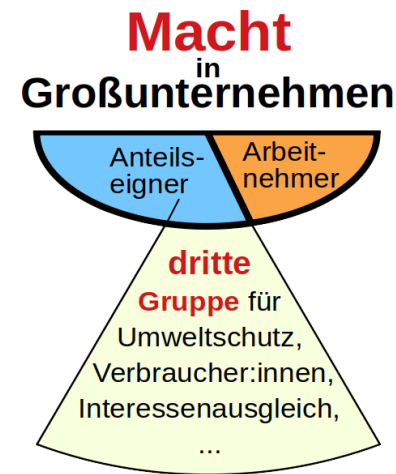 Macht
in
Großunternehmen
Anteils-
eigner
Arbeit-
nehmer
dritte
Gruppe für
Umweltschutz,
Verbraucher:innen,
Interessenausgleich,
...